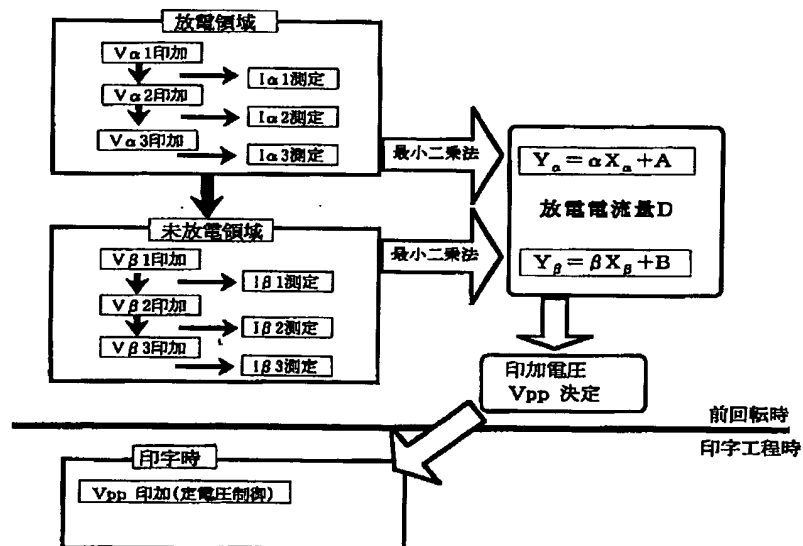 放電領域
Vα1印加
Iα1測定
Vα2印加
Iα2測定
Vα3印加
Iα3測定
最小二乗法
未放電領域
Vβ1印加
Iβ1測定
Vβ2印加
Iβ2測定
Vβ3印加
Iβ3測定
最小二乗法
Yα=αXα+A
放電電流量D
Yβ=βXβ+B
印加電圧
Vpp 決定
前回転時
印字工程時
印字時
Vpp 印加(定電圧制御)